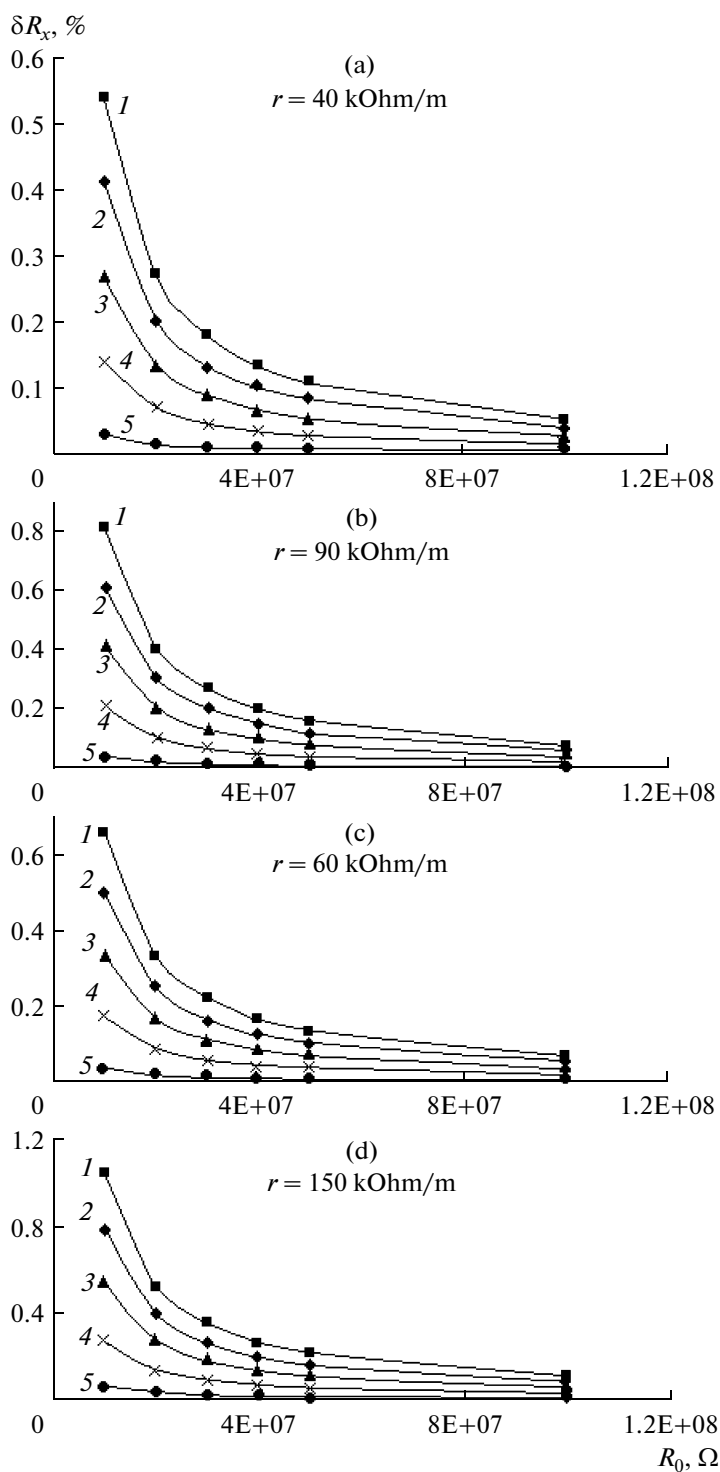 δRₓ, %
0.6
(a)
r = 40 kOhm/m
1
0.5
0.4
2
0.3
3
0.2
4
0.1
5
0
4E+07
8E+07
1.2E+08
(b)
r = 90 kOhm/m
1
0.8
2
0.6
0.4
3
0.2
4
5
0
4E+07
8E+07
1.2E+08
(c)
r = 60 kOhm/m
1
0.6
2
0.4
3
0.2
4
5
0
4E+07
8E+07
1.2E+08
1.2
(d)
r = 150 kOhm/m
1
0.8
2
3
0.4
4
5
0
4E+07
8E+07
1.2E+08
R₀, Ω